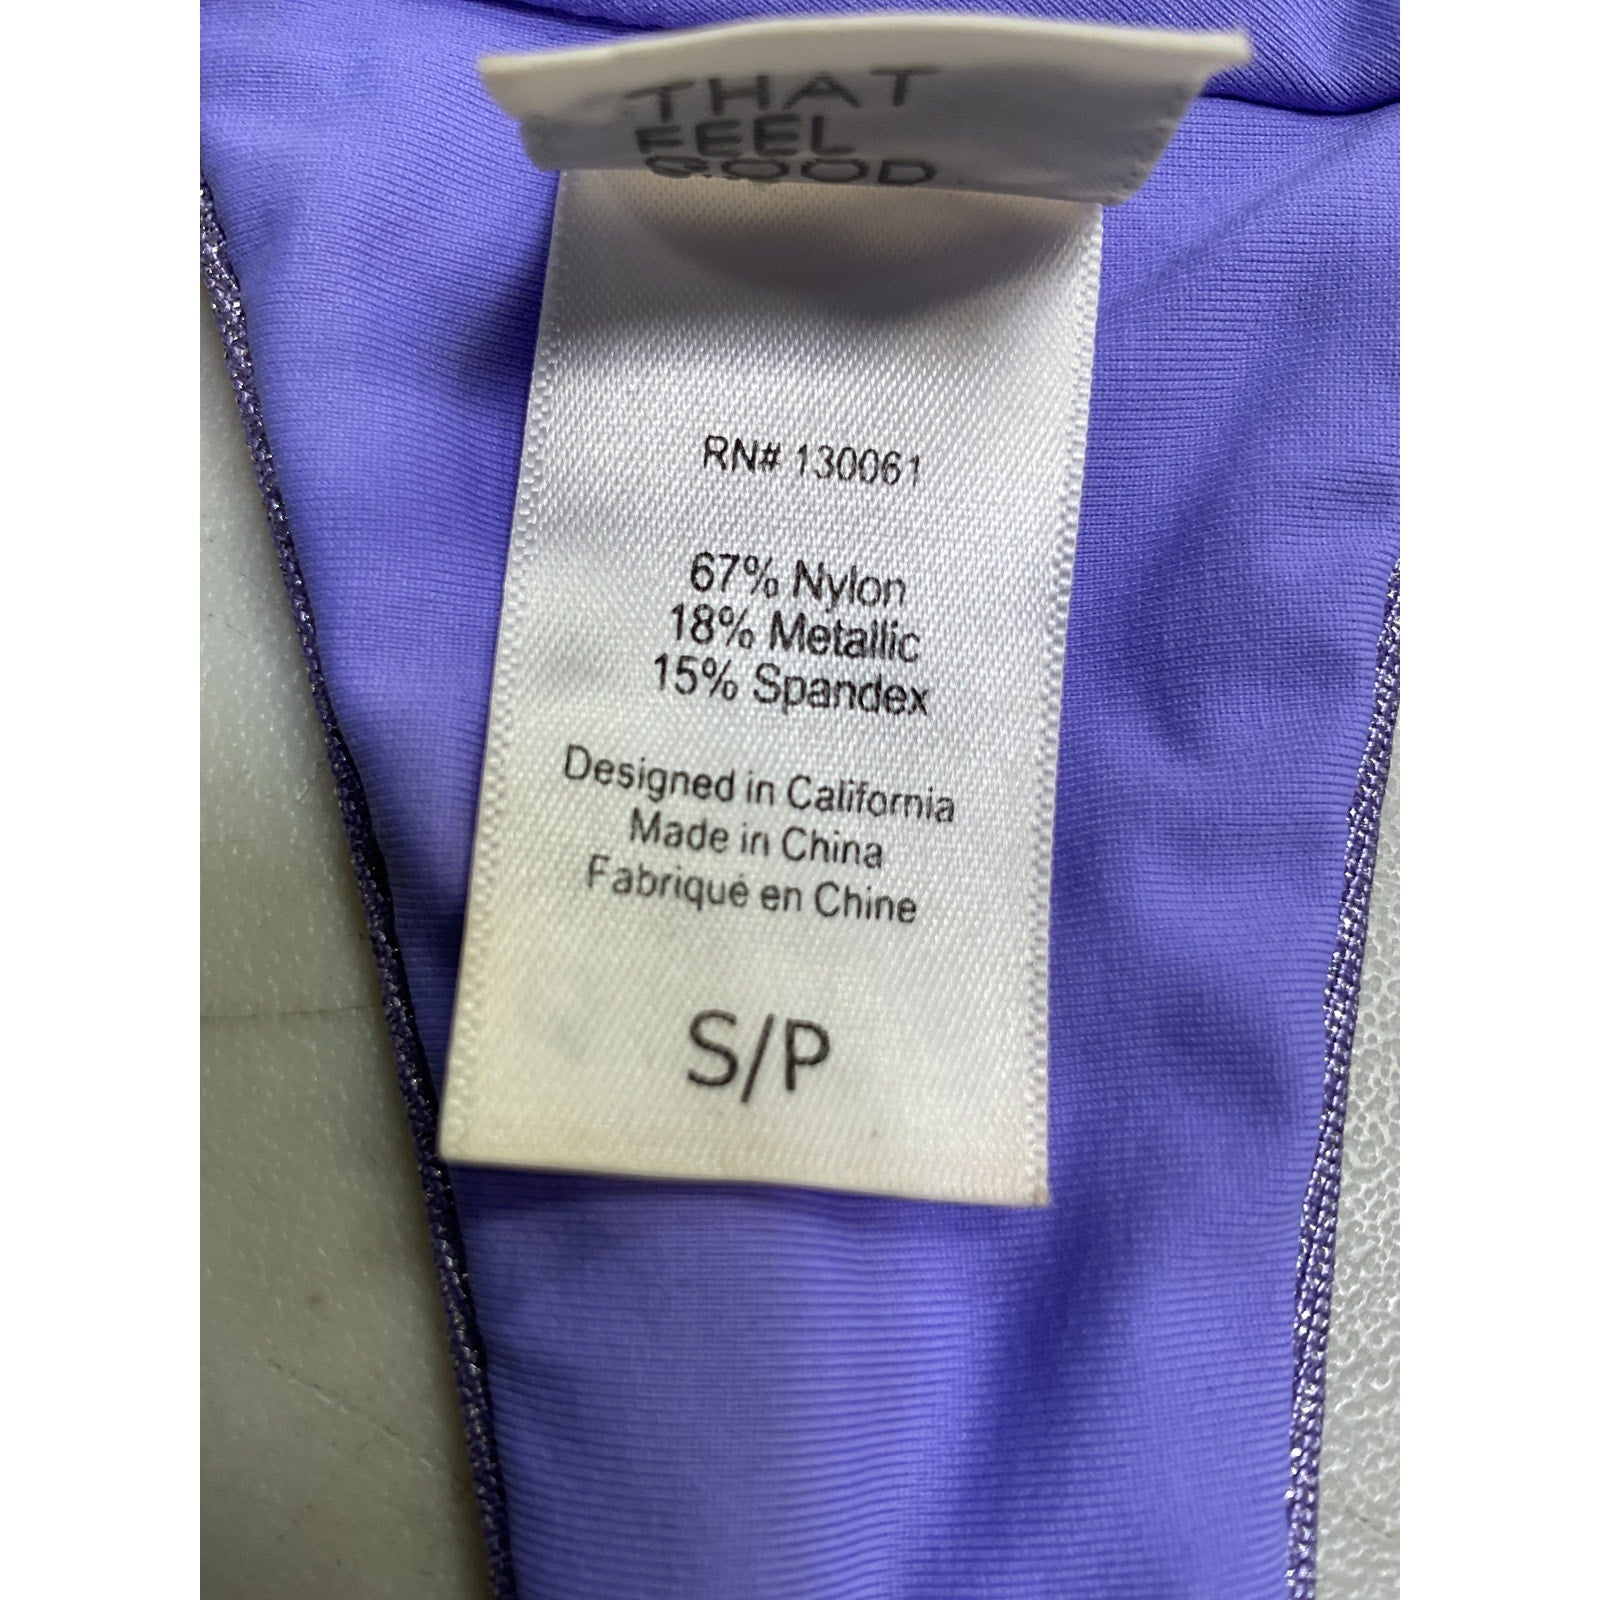 THAT
FEEL
GOOD
RN# 130061
67% Nylon
18% Metallic
15% Spandex
Designed in California
Made in China
Fabriqué en Chine
S/P